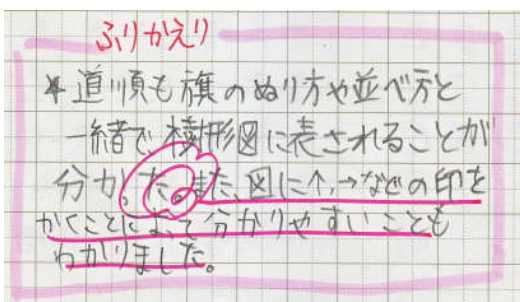 ふりかえり
*道順も旗のぬり方や並べ方と
一緒で、樹形図に表されることが
分かった。また、図に↑、→などの印を
かくことによって分かりやすいことも
わかりました。